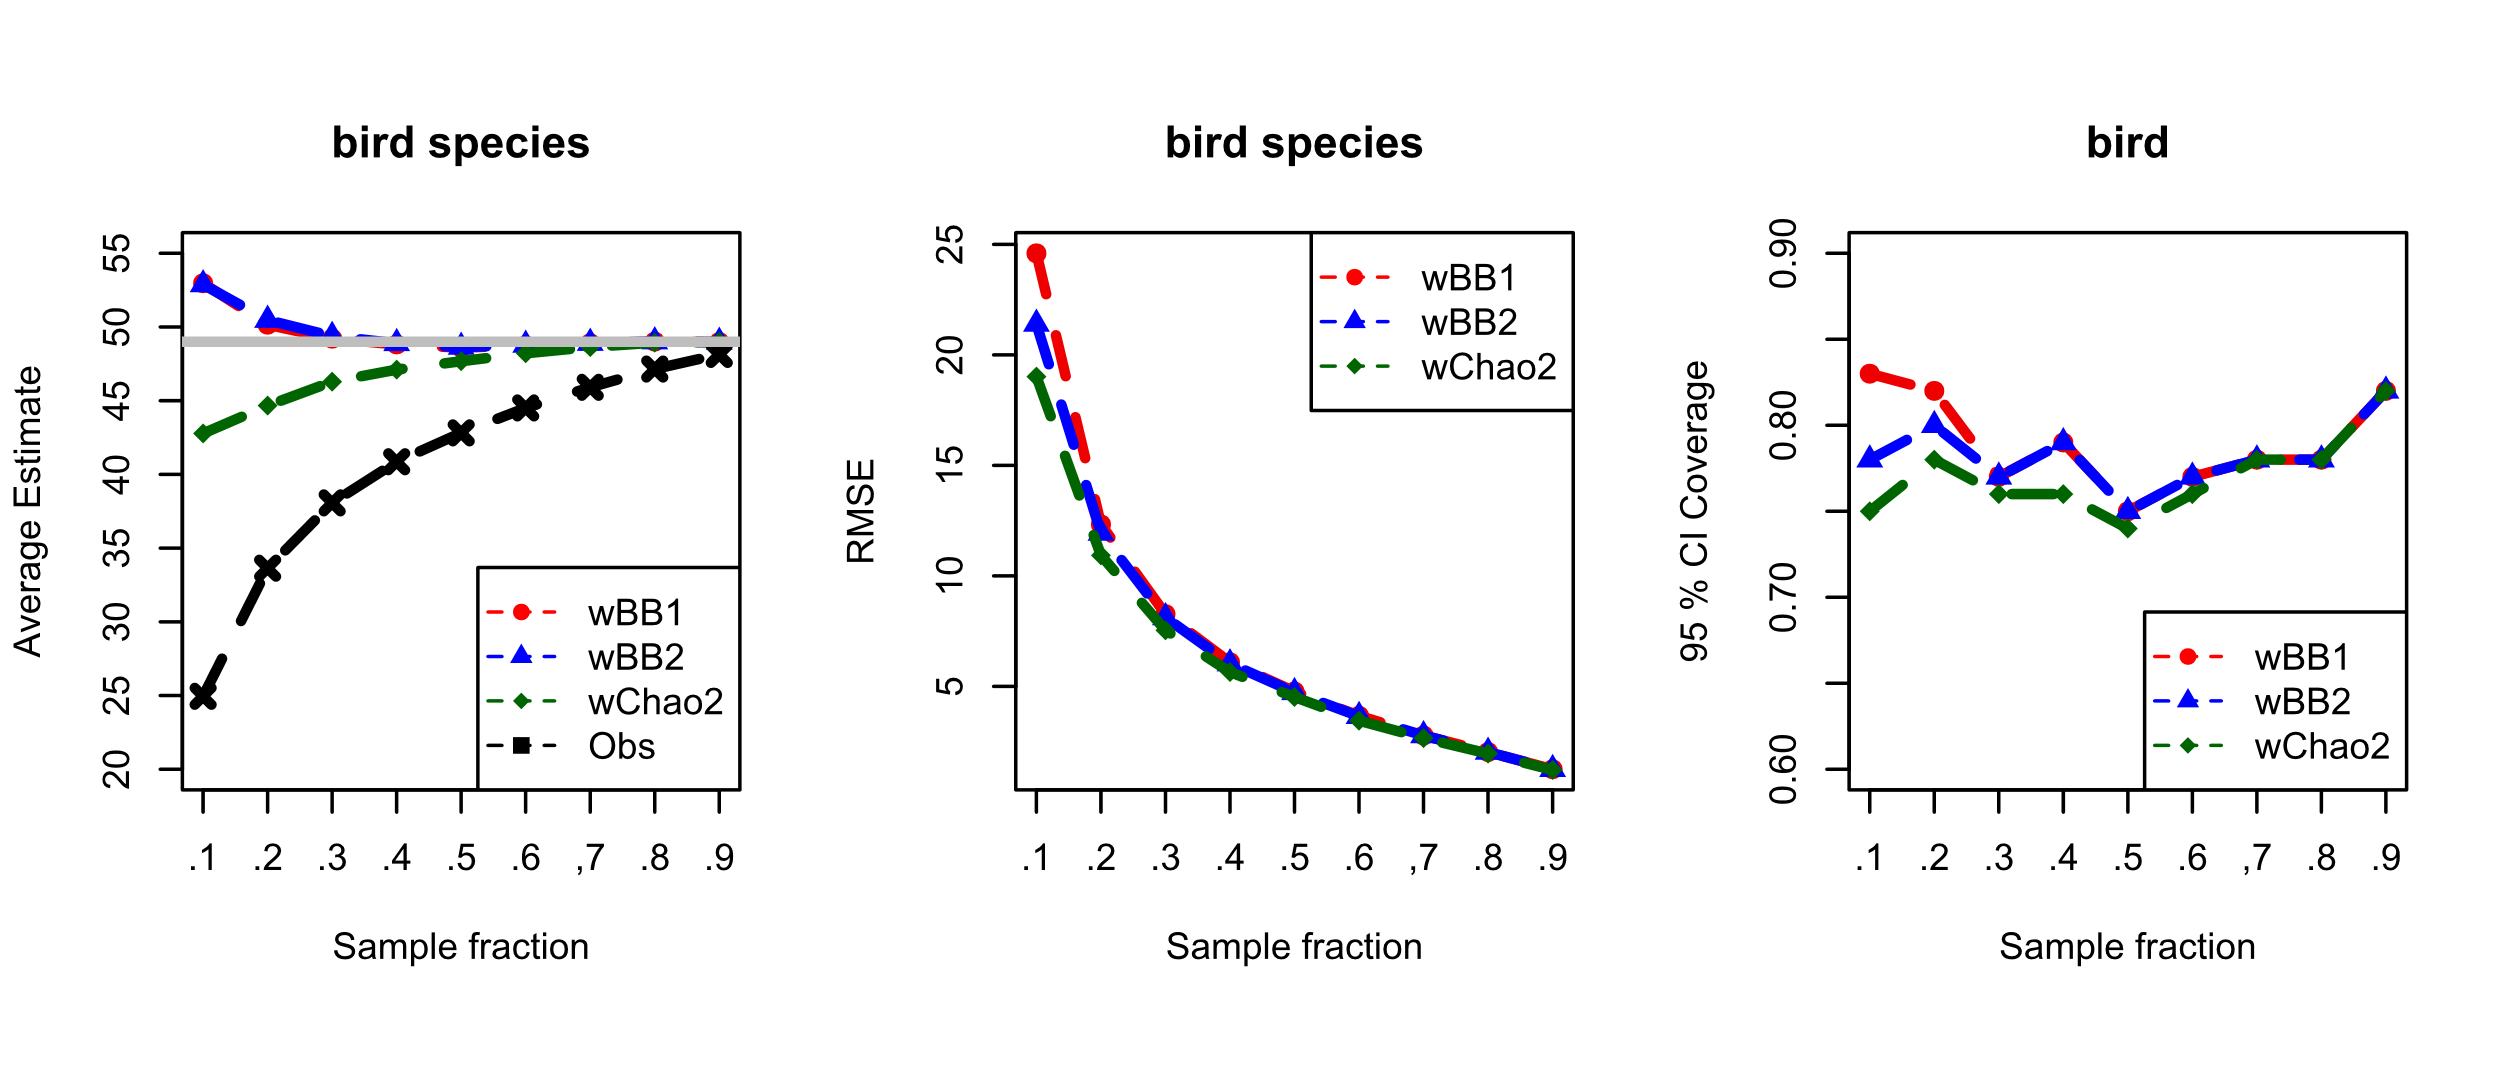 bird species
Average Estimate
55
50
45
40
35
30
25
20
wBB1
wBB2
wChao2
Obs
.1 .2 .3 .4 .5 .6 ,7 .8 .9
Sample fraction
bird species
RMSE
25
20
15
10
5
wBB1
wBB2
wChao2
.1 .2 .3 .4 .5 .6 ,7 .8 .9
Sample fraction
bird
95 % CI Coverage
0.90
0.80
0.70
0.60
wBB1
wBB2
wChao2
.1 .2 .3 .4 .5 .6 ,7 .8 .9
Sample fraction